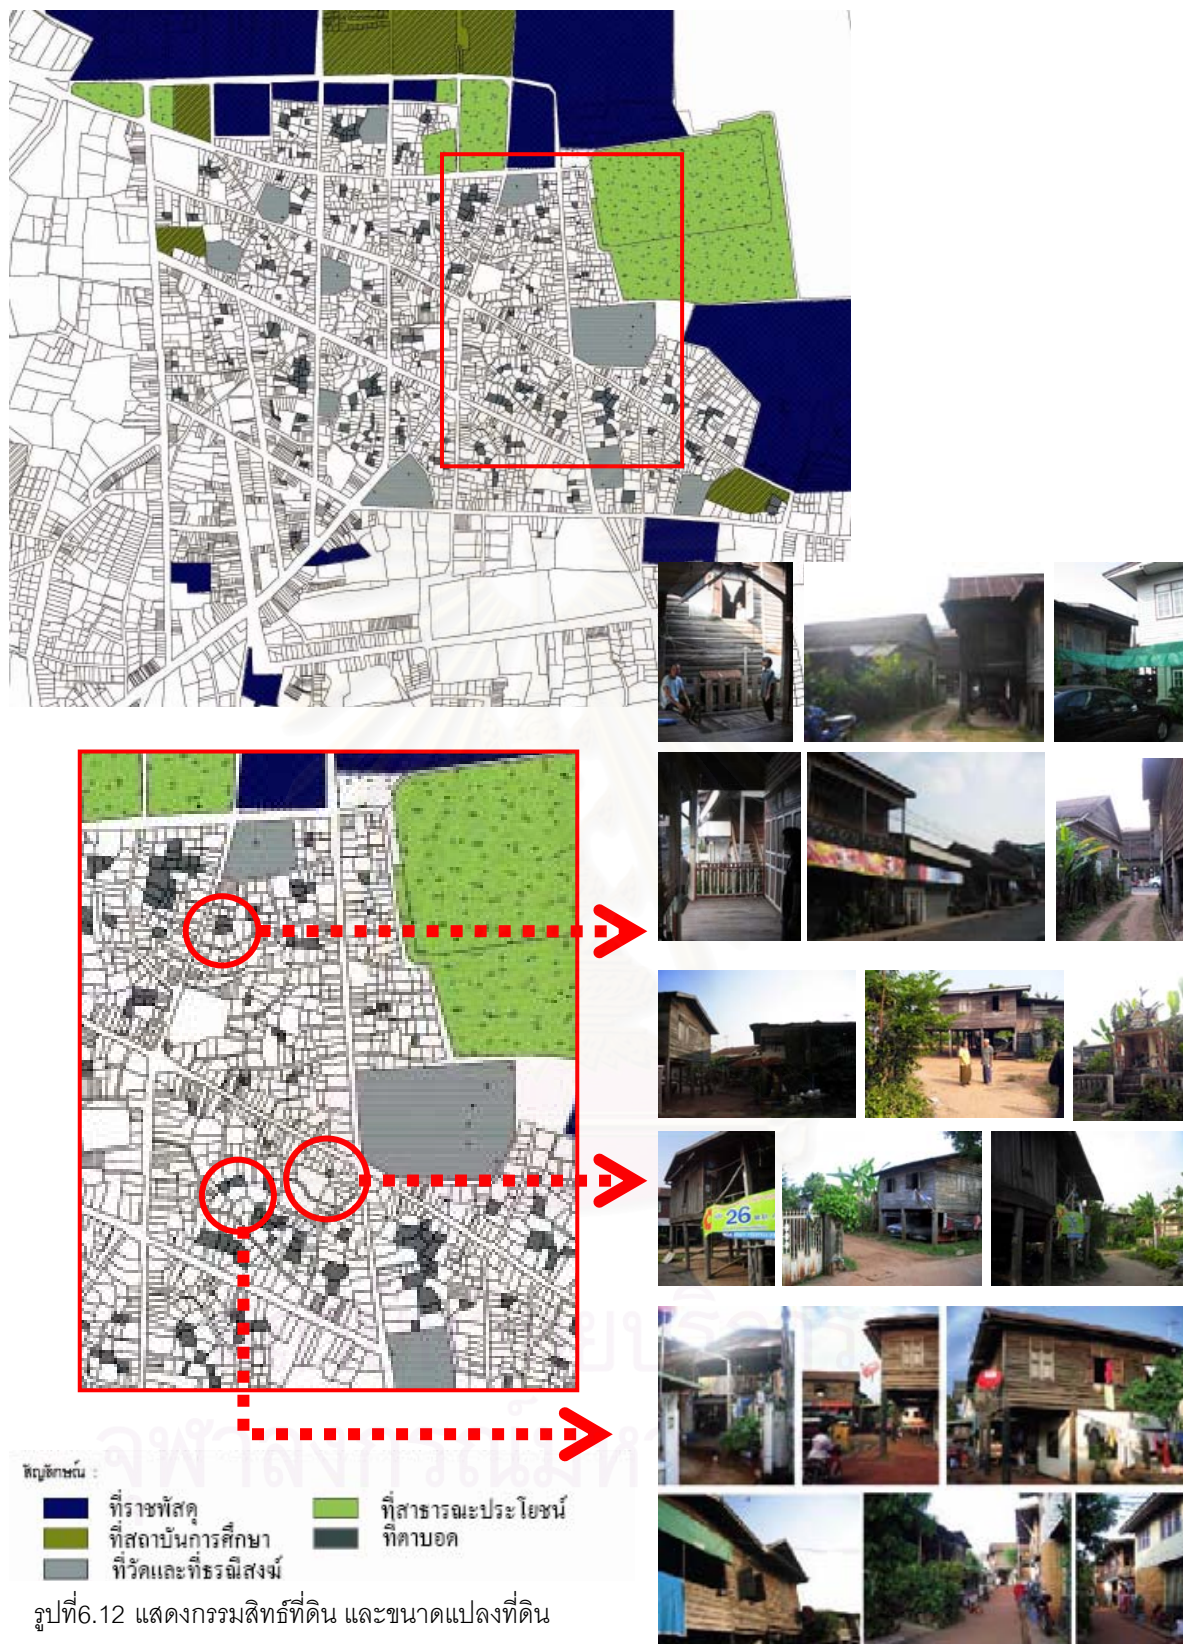 26
สัญลักษณ์ :
ที่ราชพัสดุ
ที่สาธารณะประโยชน์
ที่สถาบันการศึกษา
ที่ตาบอด
ที่วัดและที่ธรณีสงฆ์
รูปที่6.12 แสดงกรรมสิทธ์ที่ดิน และขนาดแปลงที่ดิน